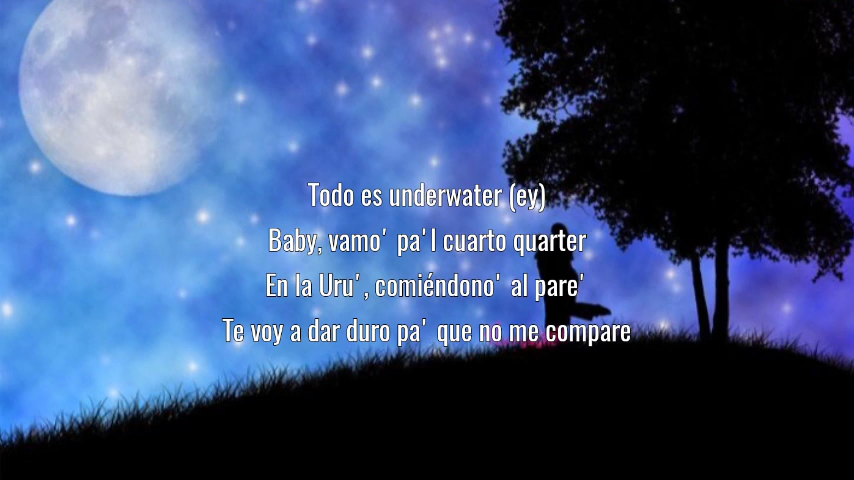 Todo es underwater (ey)
Baby, vamo' pa'l cuarto quarter
En la Uru', comiéndono' al pare'
Te voy a dar duro pa' que no me compare